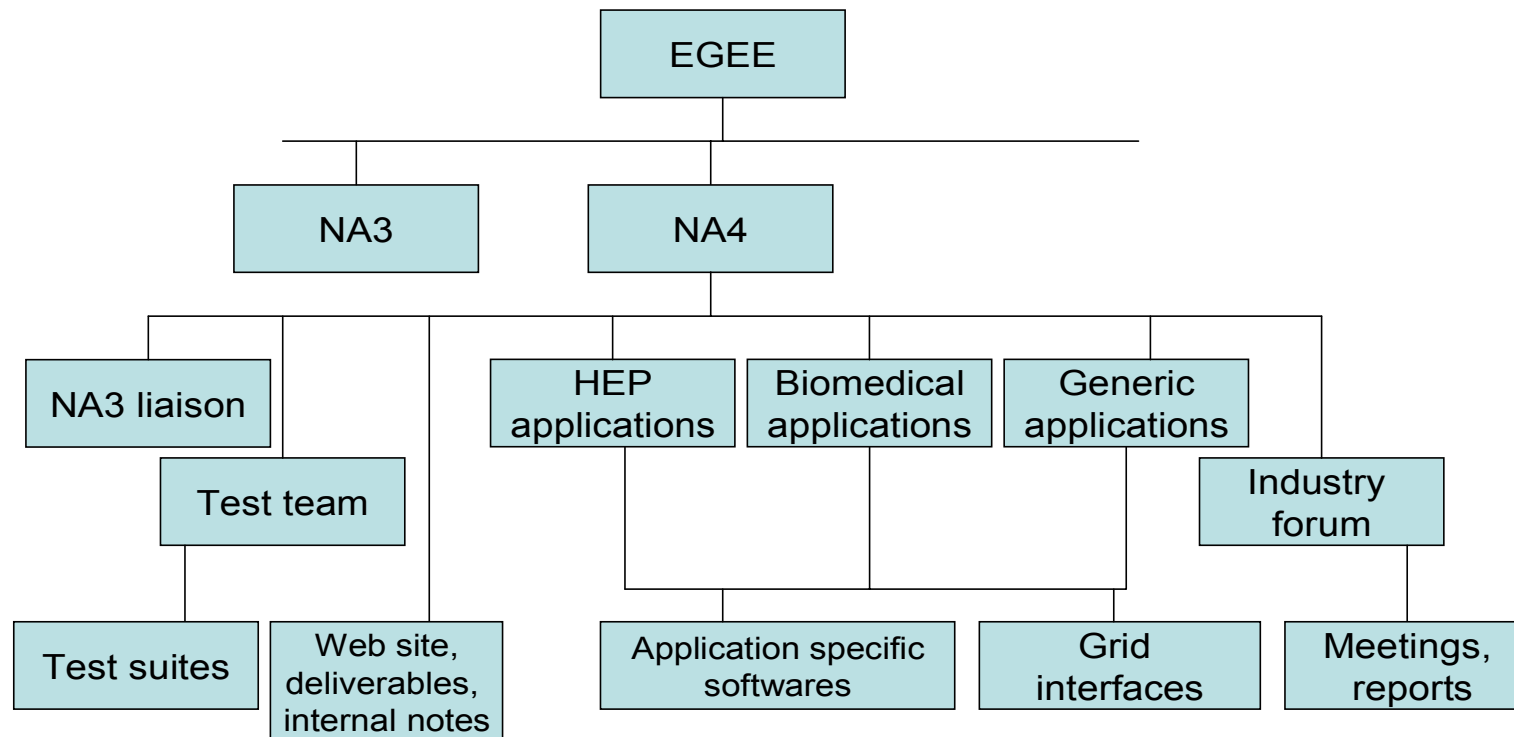 EGEE
NA3
NA4
NA3 liaison
HEP
applications
Biomedical
applications
Generic
applications
Test team
Industry
forum
Test suites
Web site,
deliverables,
internal notes
Application specific
softwares
Grid
interfaces
Meetings,
reports